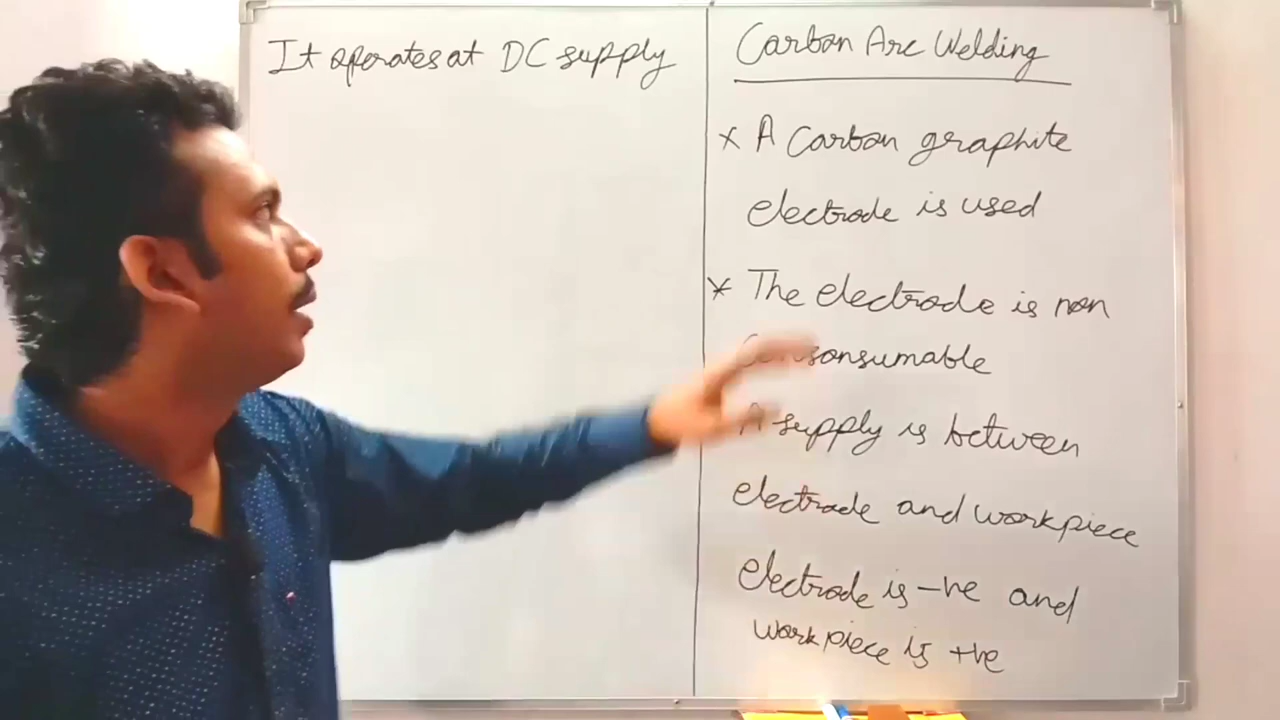 It operates at DC supply
Carbon Arc Welding
* A Carbon graphite
electrode is used
* The electrode is non
Consonsumable
A supply is between
electrode and workpiece
electrode is -ve and
workpiece is +ve